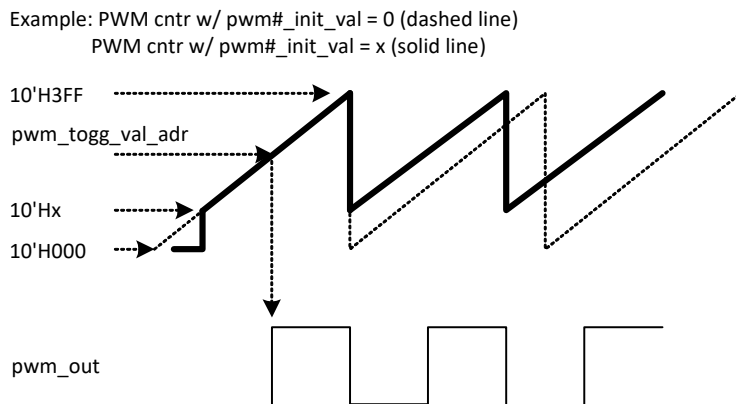 Example: PWM cntr w/ pwm#_init_val = 0 (dashed line)
PWM cntr w/ pwm#_init_val = x (solid line)
10'H3FF
pwm_togg_val_adr
10'Hx
10'H000
pwm_out